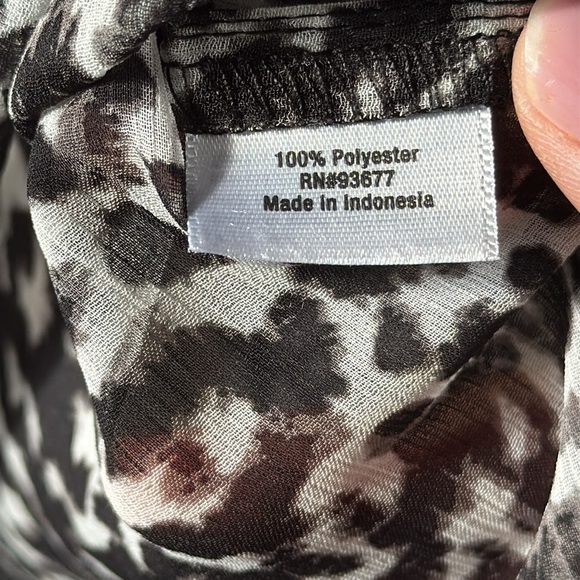 100% Polyester
RN#93677
Made in Indonesia